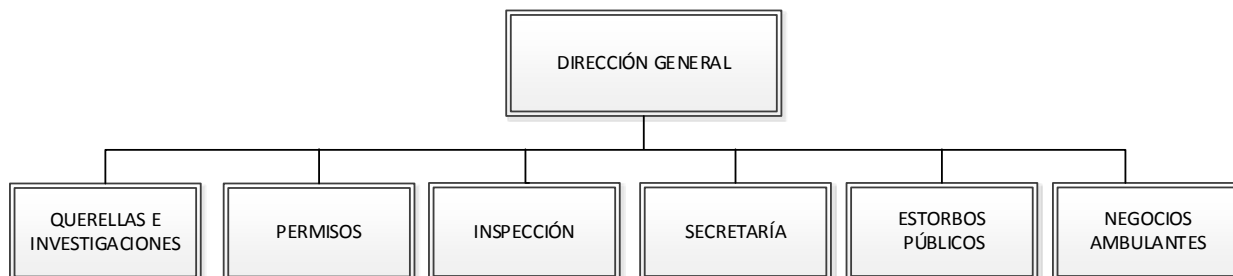 DIRECCIÓN GENERAL
QUERELLAS E
INVESTIGACIONES
PERMISOS
INSPECCIÓN
SECRETARÍA
ESTORBOS
PÚBLICOS
NEGOCIOS
AMBULANTES